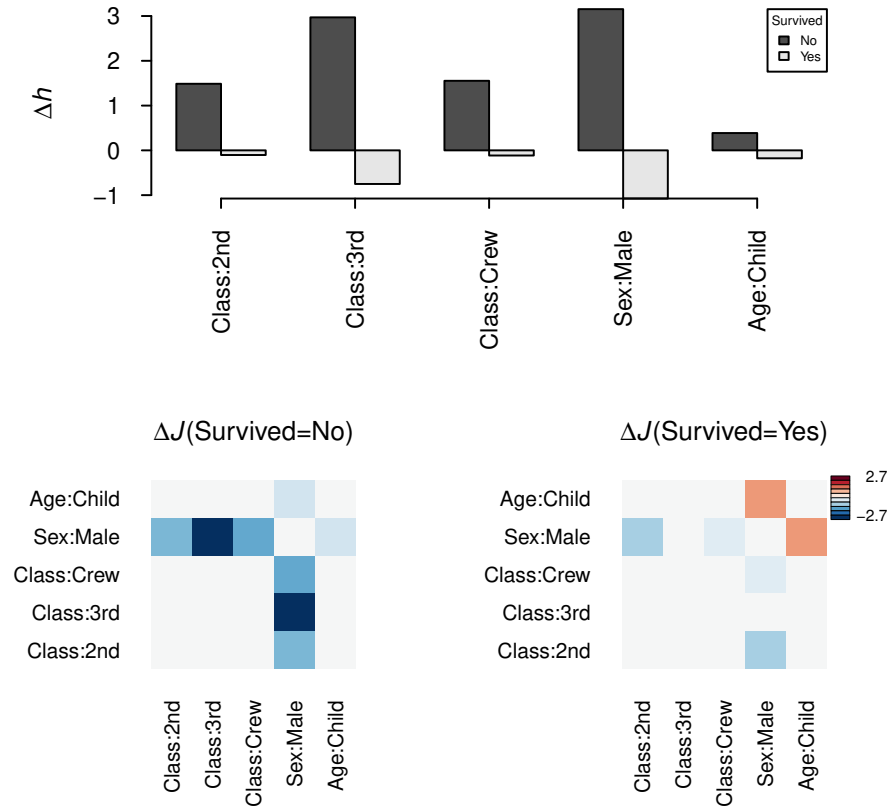 Δh
3
2
1
0
−1
Survived
No
Yes
Class:2nd
Class:3rd
Class:Crew
Sex:Male
Age:Child
ΔJ(Survived=No)
Age:Child
Sex:Male
Class:Crew
Class:3rd
Class:2nd
Class:2nd
Class:3rd
Class:Crew
Sex:Male
Age:Child
ΔJ(Survived=Yes)
2.7
−2.7
Age:Child
Sex:Male
Class:Crew
Class:3rd
Class:2nd
Class:2nd
Class:3rd
Class:Crew
Sex:Male
Age:Child